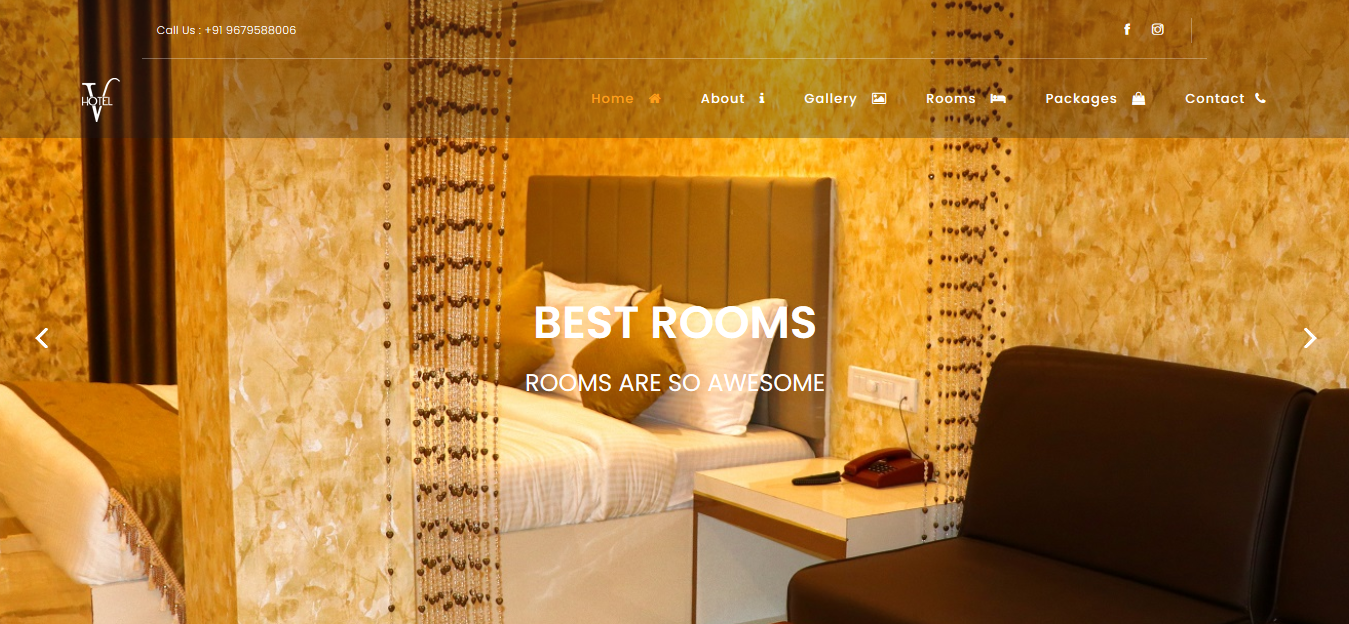 Call Us : +91 9679588006
V
HOTEL
Home
About
Gallery
Rooms
Packages
Contact
BEST ROOMS
ROOMS ARE SO AWESOME